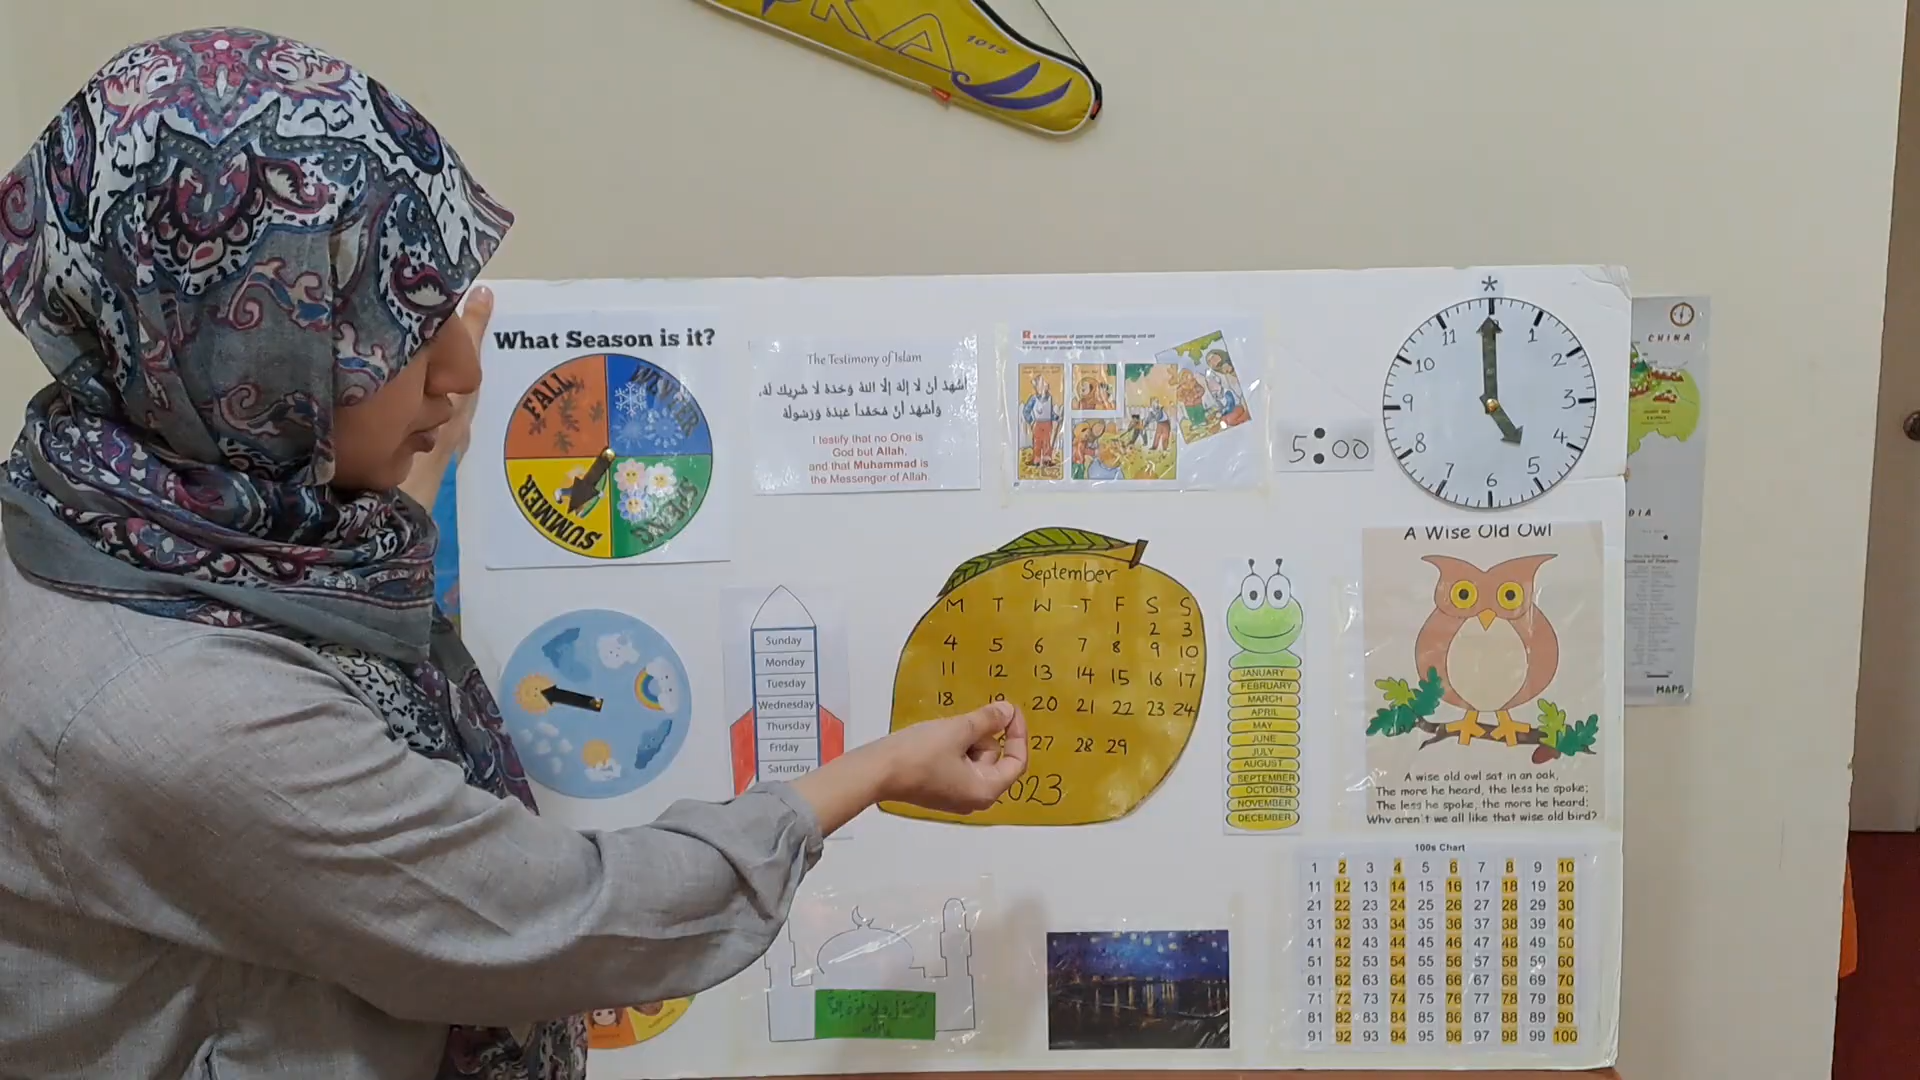 1015
What Season is it?
FALL
WINTER
SUMMER
SPRING
The Testimony of Islam
أشهد أن لا إله إلا الله وحده لا شريك له،
وأشهد أن محمداً عبده ورسوله
I testify that no One is
God but Allah,
and that Muhammad is
the Messenger of Allah.
5:00
*
11 1
10 2
9 3
8 4
7 6 5
CHINA
DIA
MAPS
September
M T W T F S S
1 2 3
4 5 6 7 8 9 10
11 12 13 14 15 16 17
18 19 20 21 22 23 24
27 28 29
2023
Sunday
Monday
Tuesday
Wednesday
Thursday
Friday
Saturday
JANUARY
FEBRUARY
MARCH
APRIL
MAY
JUNE
JULY
AUGUST
SEPTEMBER
OCTOBER
NOVEMBER
DECEMBER
A Wise Old Owl
A wise old owl sat in an oak,
The more he heard, the less he spoke;
The less he spoke, the more he heard;
Why aren't we all like that wise old bird?
100s Chart
1 2 3 4 5 6 7 8 9 10
11 12 13 14 15 16 17 18 19 20
21 22 23 24 25 26 27 28 29 30
31 32 33 34 35 36 37 38 39 40
41 42 43 44 45 46 47 48 49 50
51 52 53 54 55 56 57 58 59 60
61 62 63 64 65 66 67 68 69 70
71 72 73 74 75 76 77 78 79 80
81 82 83 84 85 86 87 88 89 90
91 92 93 94 95 96 97 98 99 100